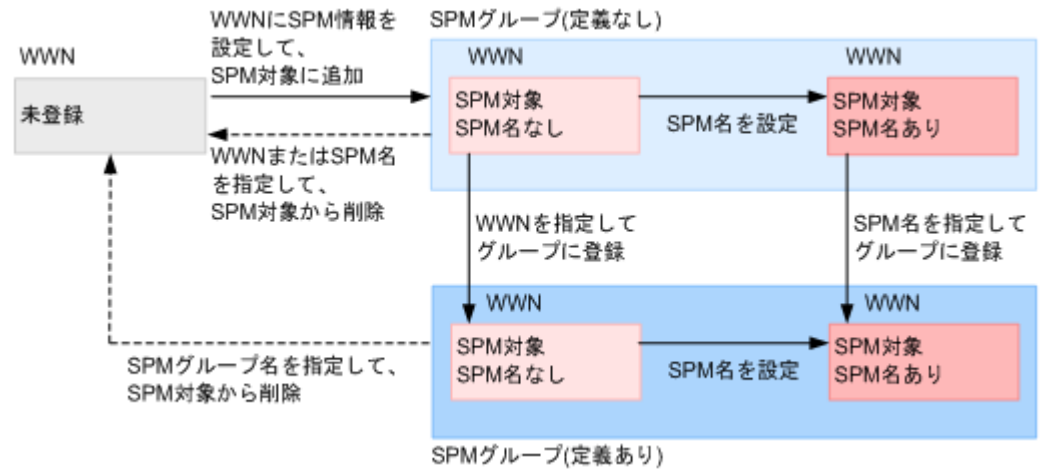 WWNにSPM情報を
設定して、
SPM対象に追加
SPMグループ(定義なし)
WWN
未登録
WWN
SPM対象
SPM名なし
SPM名を設定
WWN
SPM対象
SPM名あり
WWNまたはSPM名
を指定して、
SPM対象から削除
WWNを指定して
グループに登録
SPM名を指定して
グループに登録
WWN
SPM対象
SPM名なし
SPM名を設定
WWN
SPM対象
SPM名あり
SPMグループ名を指定して、
SPM対象から削除
SPMグループ(定義あり)